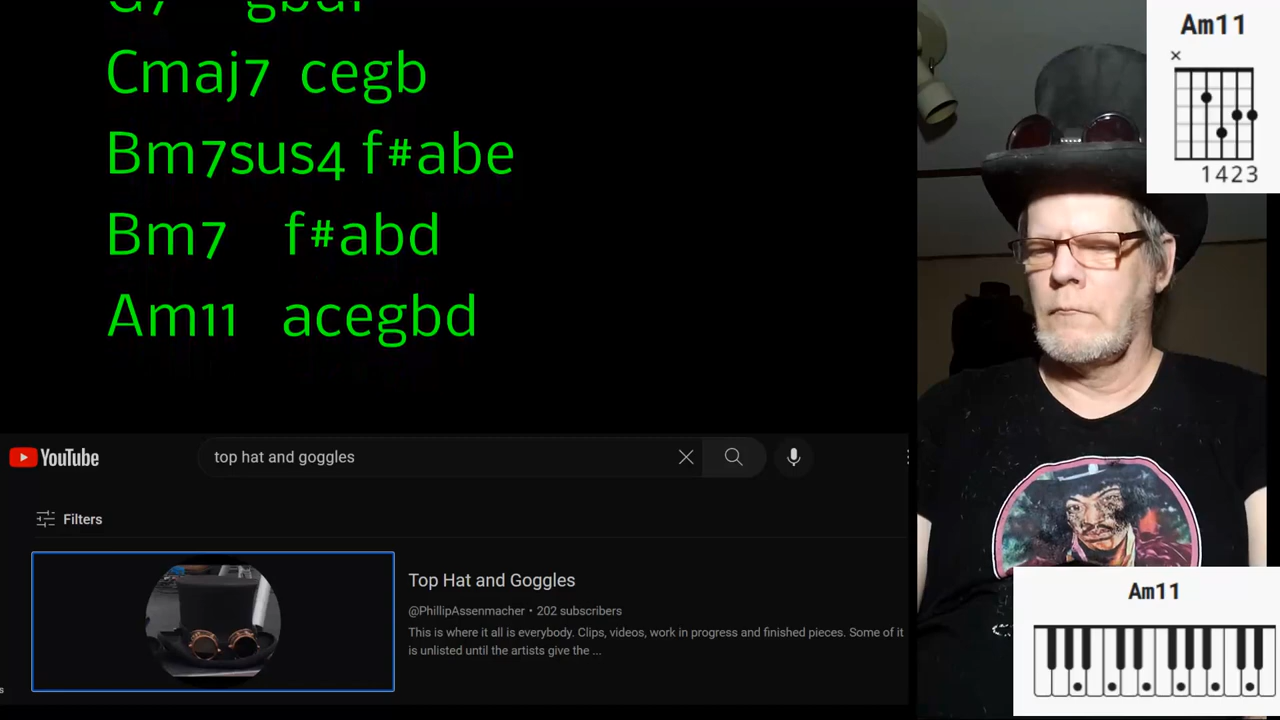 G7 gbdf
Cmaj7 cegb
Bm7sus4 f#abe
Bm7 f#abd
Am11 acegbd
YouTube
top hat and goggles
Filters
Top Hat and Goggles
@PhillipAssenmacher • 202 subscribers
This is where it all is everybody. Clips, videos, work in progress and finished pieces. Some of it
is unlisted until the artists give the ...
s
Am11
×
1423
Am11